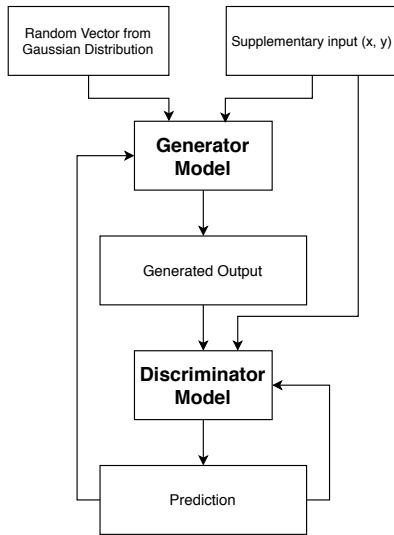 Random Vector from
Gaussian Distribution
Supplementary input (x, y)
Generator
Model
Generated Output
Discriminator
Model
Prediction